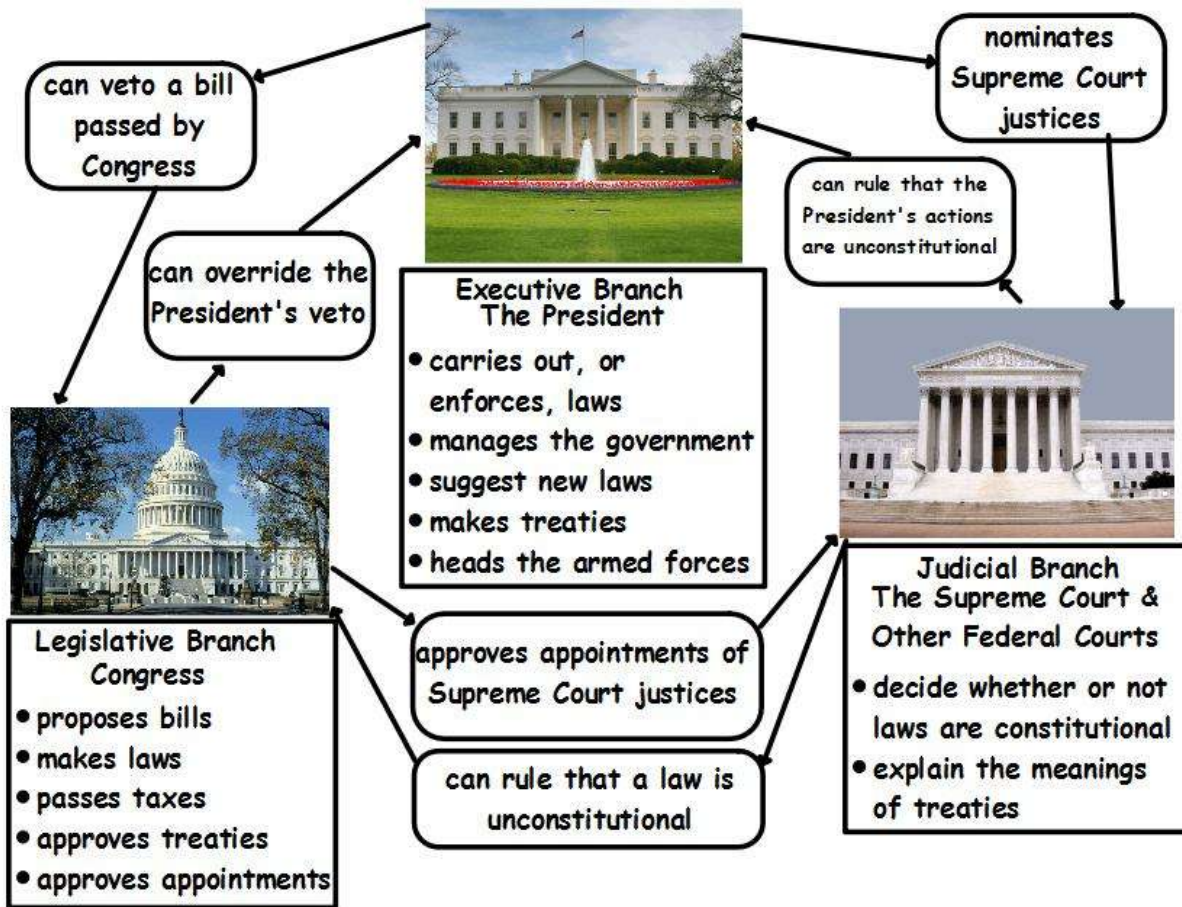 can veto a bill
passed by
Congress
nominates
Supreme Court
justices
can override the
President's veto
can rule that the
President's actions
are unconstitutional
Executive Branch
The President
• carries out, or
enforces, laws
• manages the government
• suggest new laws
• makes treaties
• heads the armed forces
Legislative Branch
Congress
• proposes bills
• makes laws
• passes taxes
• approves treaties
• approves appointments
approves appointments of
Supreme Court justices
can rule that a law is
unconstitutional
Judicial Branch
The Supreme Court &
Other Federal Courts
• decide whether or not
laws are constitutional
• explain the meanings
of treaties